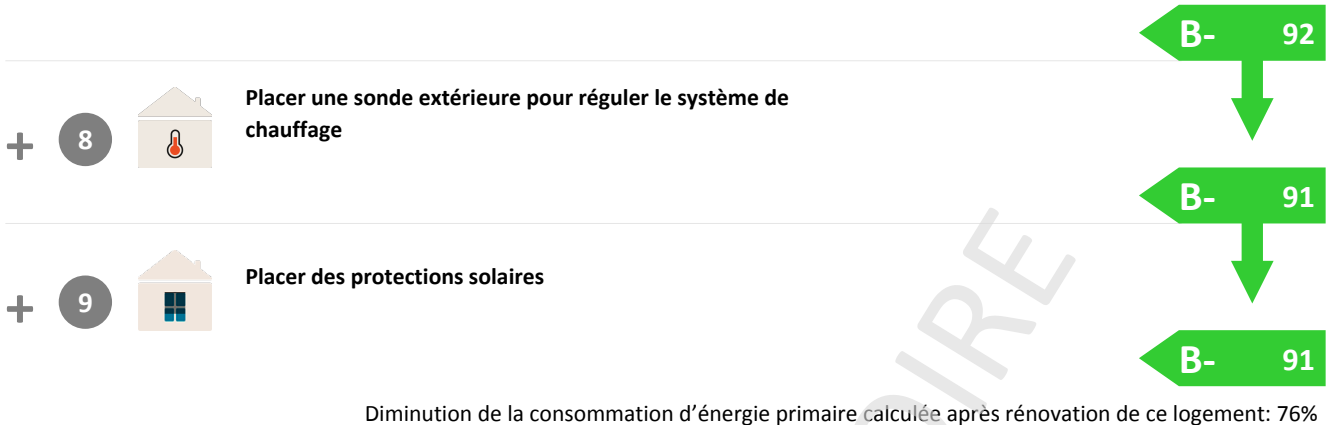 B- 92
Placer une sonde extérieure pour réguler le système de
chauffage
+ 8
B- 91
Placer des protections solaires
+ 9
B- 91
Diminution de la consommation d’énergie primaire calculée après rénovation de ce logement: 76%